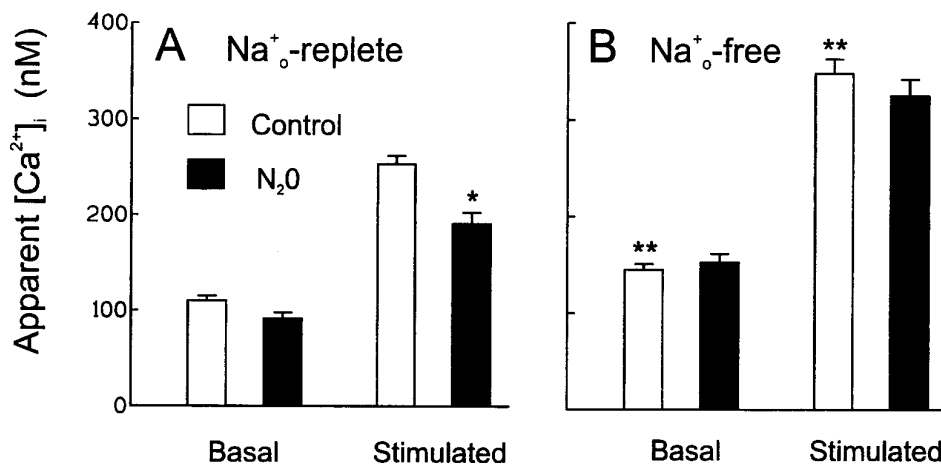 A Na⁺ₒ-replete
B Na⁺ₒ-free
Control
N₂0
Apparent [Ca²⁺]ᵢ (nM)
400
300
200
100
0
*
**
**
Basal
Stimulated
Basal
Stimulated